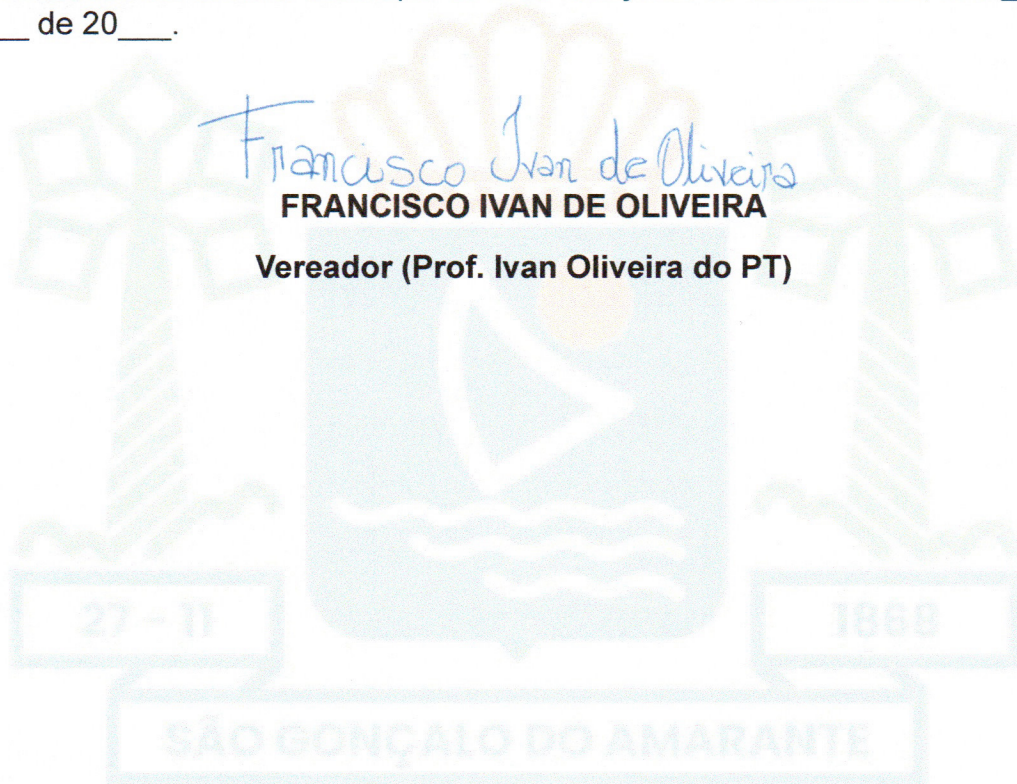 __ de 20___.
Francisco Ivan de Oliveira
FRANCISCO IVAN DE OLIVEIRA
Vereador (Prof. Ivan Oliveira do PT)
27 - 11
1868
SÃO GONÇALO DO AMARANTE